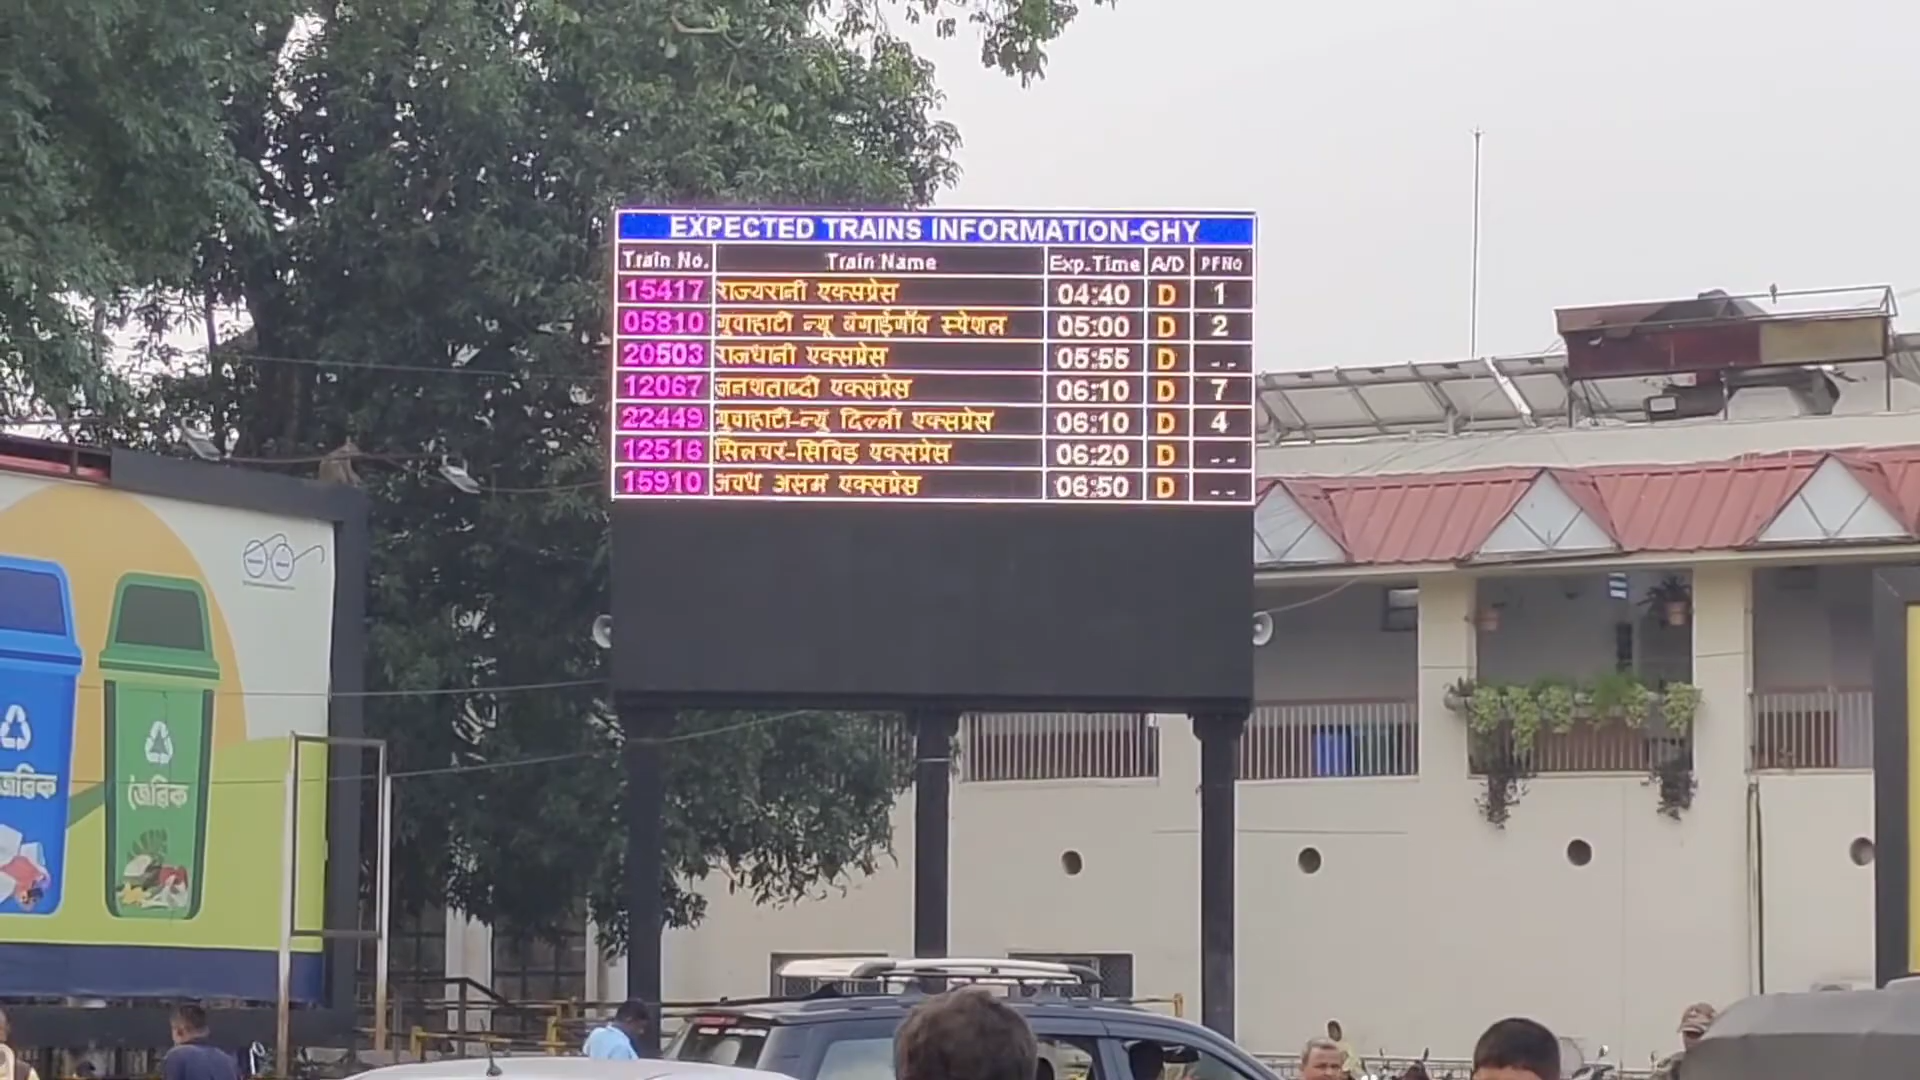 EXPECTED TRAINS INFORMATION-GHY
Train No. Train Name Exp.Time A/D PFNo
15417 राज्यरानी एक्सप्रेस 04:40 D 1
05810 गुवाहाटी न्यू बंगाईगाँव स्पेशल 05:00 D 2
20503 राजधानी एक्सप्रेस 05:55 D --
12067 जनशताब्दी एक्सप्रेस 06:10 D 7
22449 गुवाहाटी-न्यू दिल्ली एक्सप्रेस 06:10 D 4
12516 सिलचर-सिविइ एक्सप्रेस 06:20 D --
15910 अवध असम एक्सप्रेस 06:50 D --
জৈৱিক